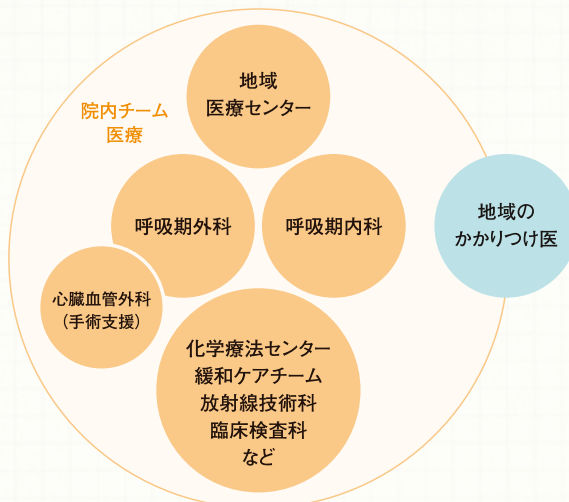 地域
医療センター
院内チーム
医療
呼吸期外科
呼吸期内科
地域の
かかりつけ医
心臓血管外科
（手術支援）
化学療法センター
緩和ケアチーム
放射線技術科
臨床検査科
など